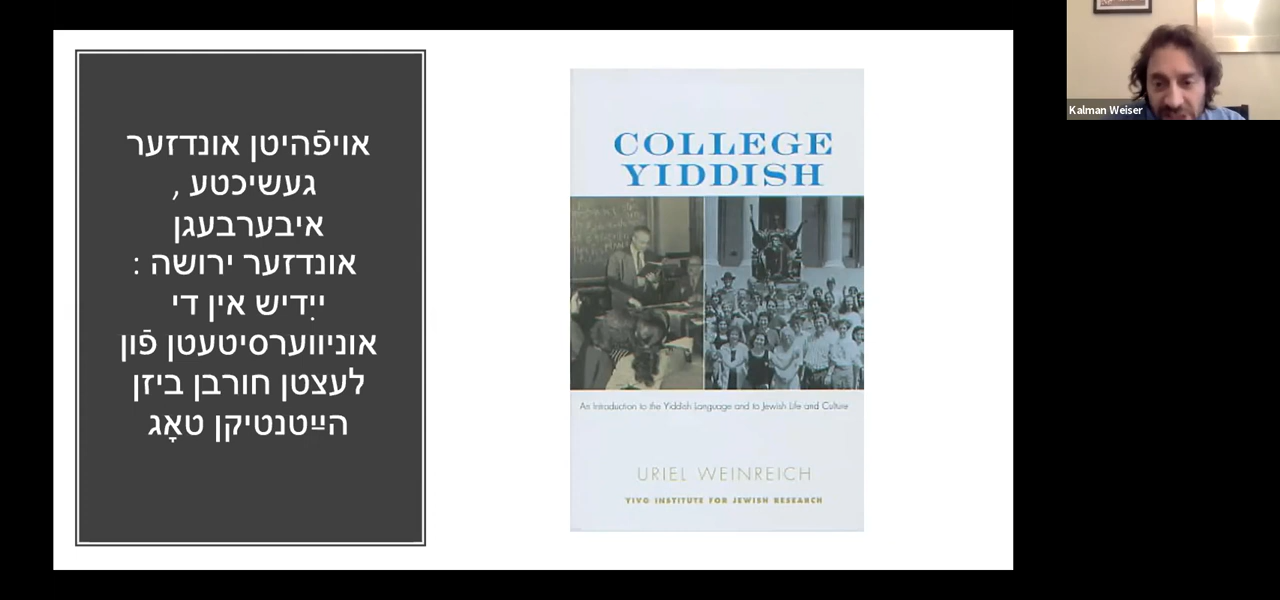 אױפֿהיטן אונדזער
געשיכטע ,
איבערבעגן
אונדזער ירושה :
ייִדיש אין די
אוניווערסיטעטן פֿון
לעצטן חורבן ביזן
הײַטנטיקן טאָג
COLLEGE
YIDDISH
An Introduction to the Yiddish Language and to Jewish Life and Culture
URIEL WEINREICH
YIVO INSTITUTE FOR JEWISH RESEARCH
Kalman Weiser